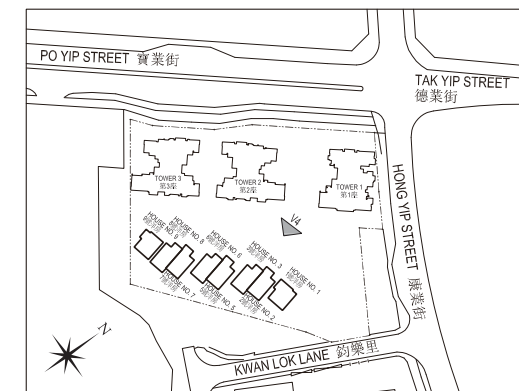 PO YIP STREET 寶業街
TAK YIP STREET
德業街
TOWER 3
第3座
TOWER 2
第2座
TOWER 1
第1座
HONG YIP STREET 康業街
V4
HOUSE NO. 9
HOUSE NO. 8
HOUSE NO. 6
HOUSE NO. 3
HOUSE NO. 1
HOUSE NO. 7
HOUSE NO. 5
HOUSE NO. 2
N
KWAN LOK LANE 鈞樂里